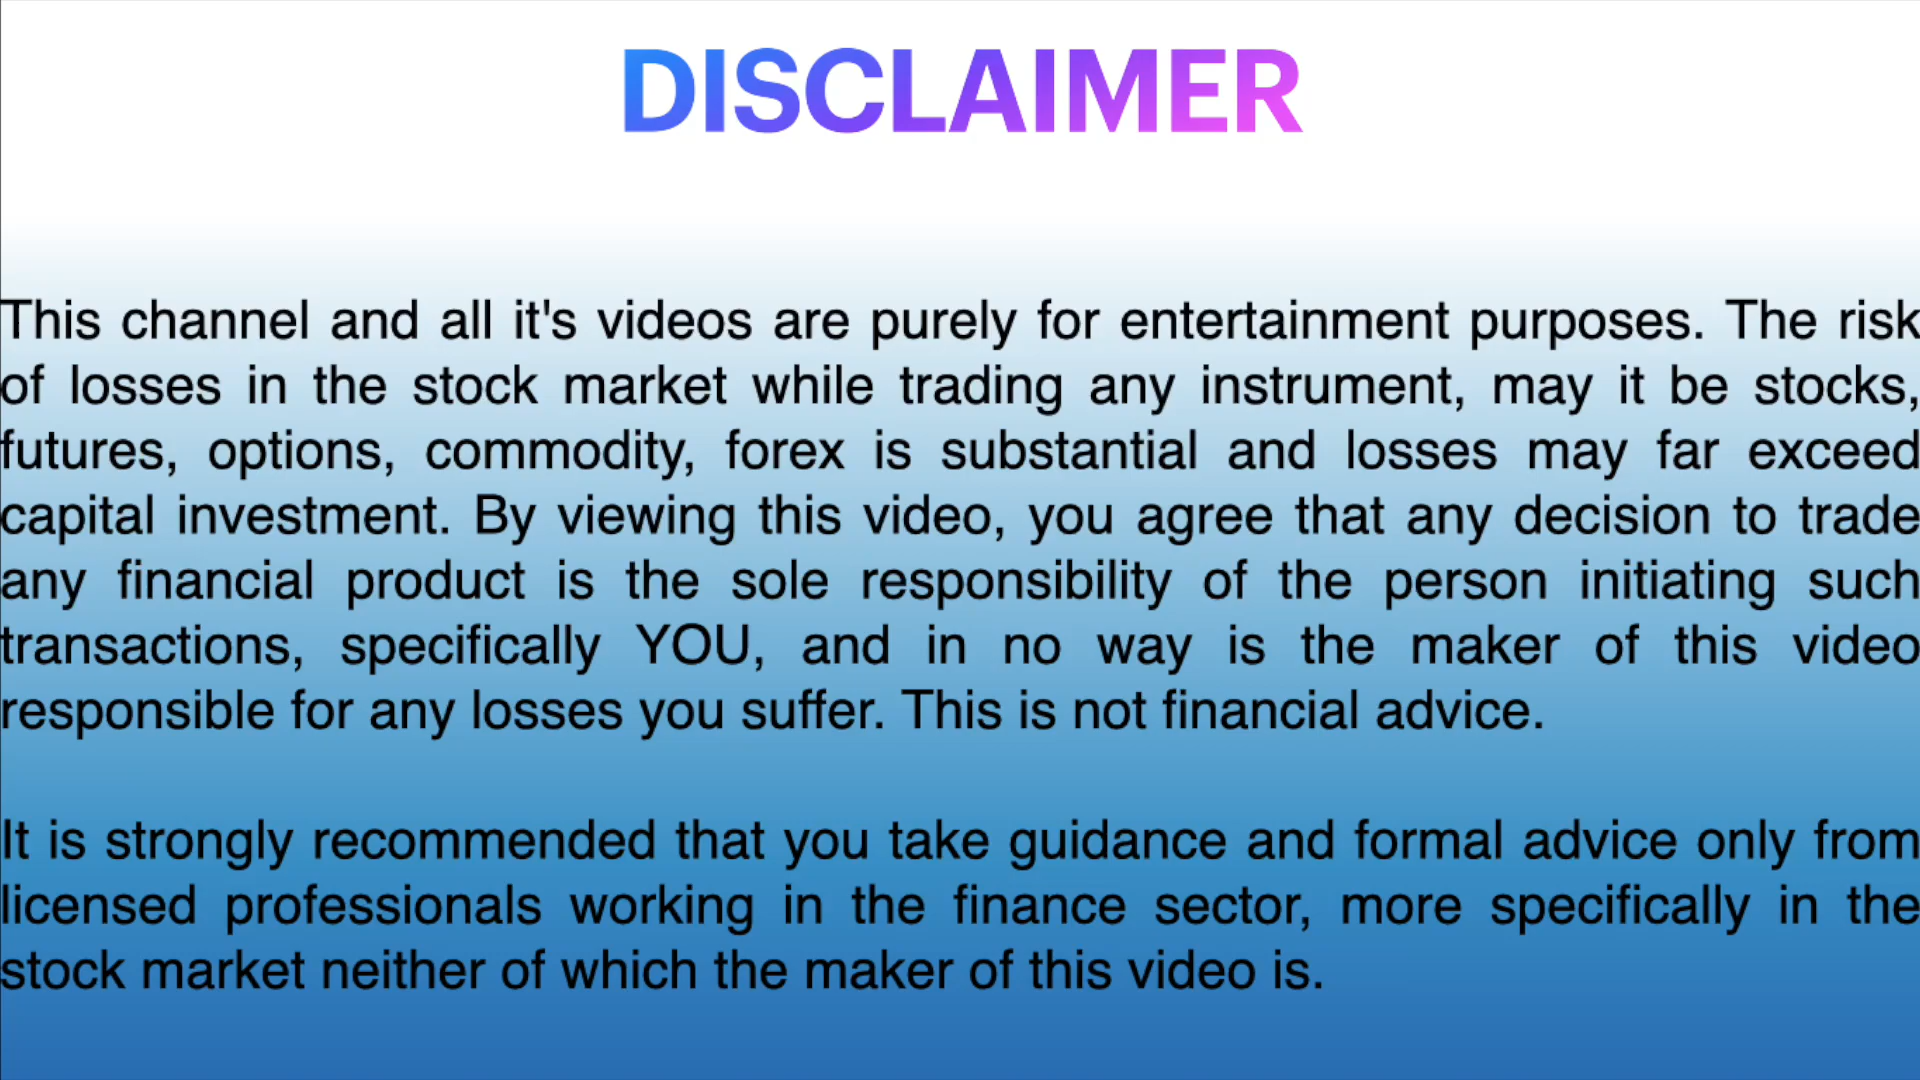 DISCLAIMER
This channel and all it's videos are purely for entertainment purposes. The risk
of losses in the stock market while trading any instrument, may it be stocks,
futures, options, commodity, forex is substantial and losses may far exceed
capital investment. By viewing this video, you agree that any decision to trade
any financial product is the sole responsibility of the person initiating such
transactions, specifically YOU, and in no way is the maker of this video
responsible for any losses you suffer. This is not financial advice.
It is strongly recommended that you take guidance and formal advice only from
licensed professionals working in the finance sector, more specifically in the
stock market neither of which the maker of this video is.